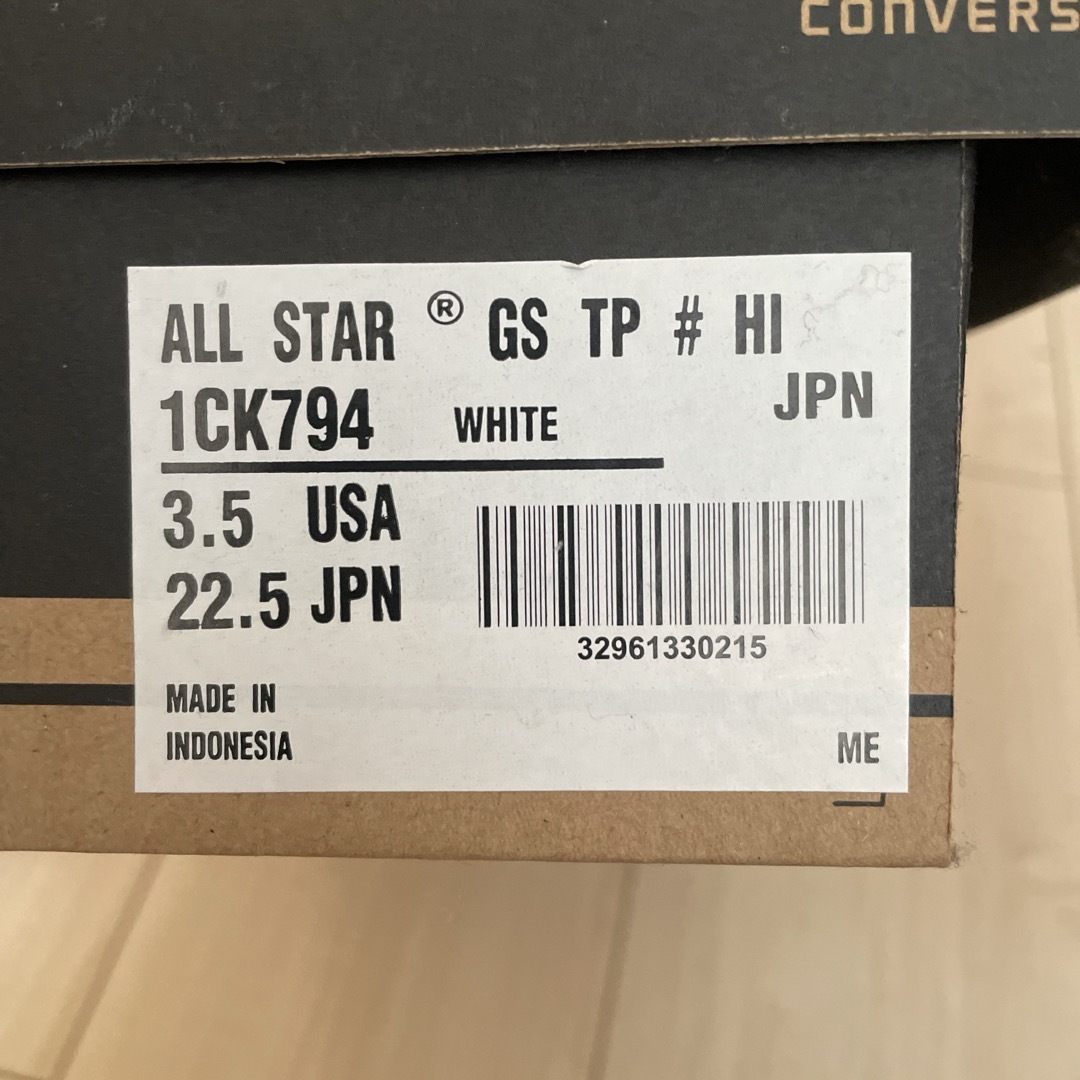 CONVERS
ALL STAR ® GS TP # HI
1CK794 WHITE JPN
3.5 USA
22.5 JPN
32961330215
MADE IN
INDONESIA
ME